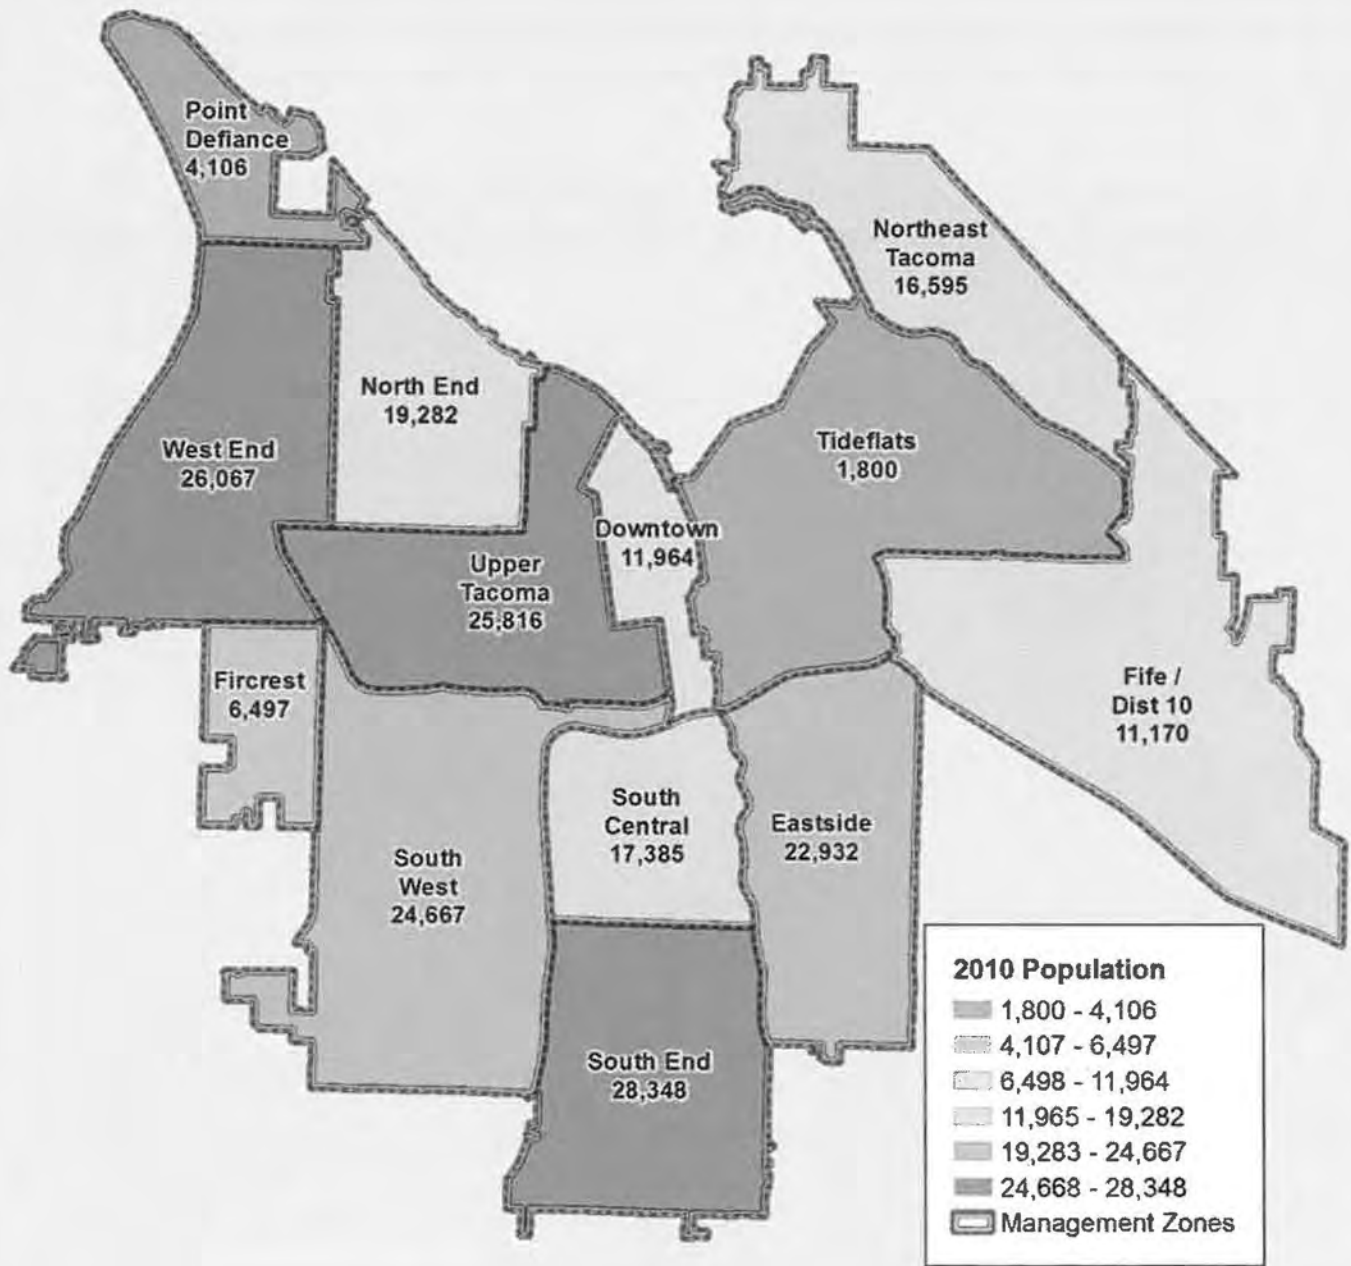 Point
Defiance
4,106
Northeast
Tacoma
16,595
North End
19,282
West End
26,067
Tideflats
1,800
Downtown
11,964
Upper
Tacoma
25,816
Fircrest
6,497
Fife /
Dist 10
11,170
South
Central
17,385
Eastside
22,932
South
West
24,667
South End
28,348
2010 Population
1,800 - 4,106
4,107 - 6,497
6,498 - 11,964
11,965 - 19,282
19,283 - 24,667
24,668 - 28,348
Management Zones